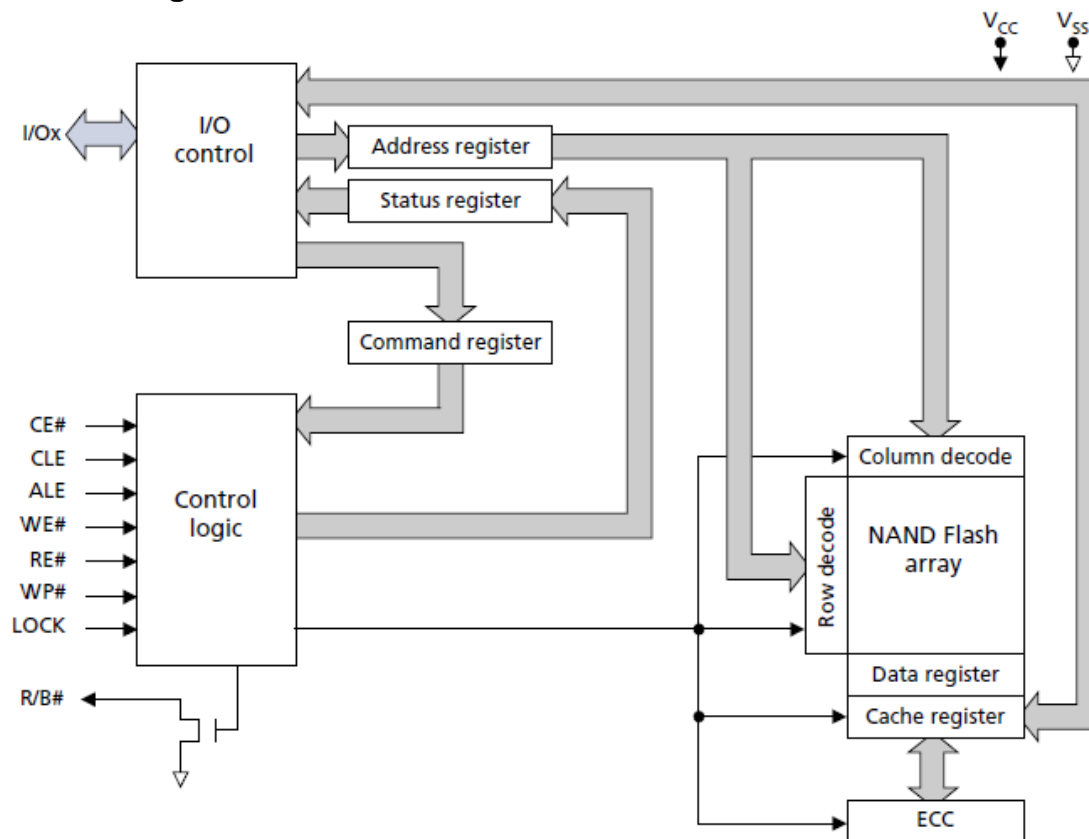 VCC
VSS
I/Ox
I/O
control
Address register
Status register
Command register
CE#
CLE
ALE
WE#
RE#
WP#
LOCK
Control
logic
R/B#
Column decode
Row decode
NAND Flash
array
Data register
Cache register
ECC